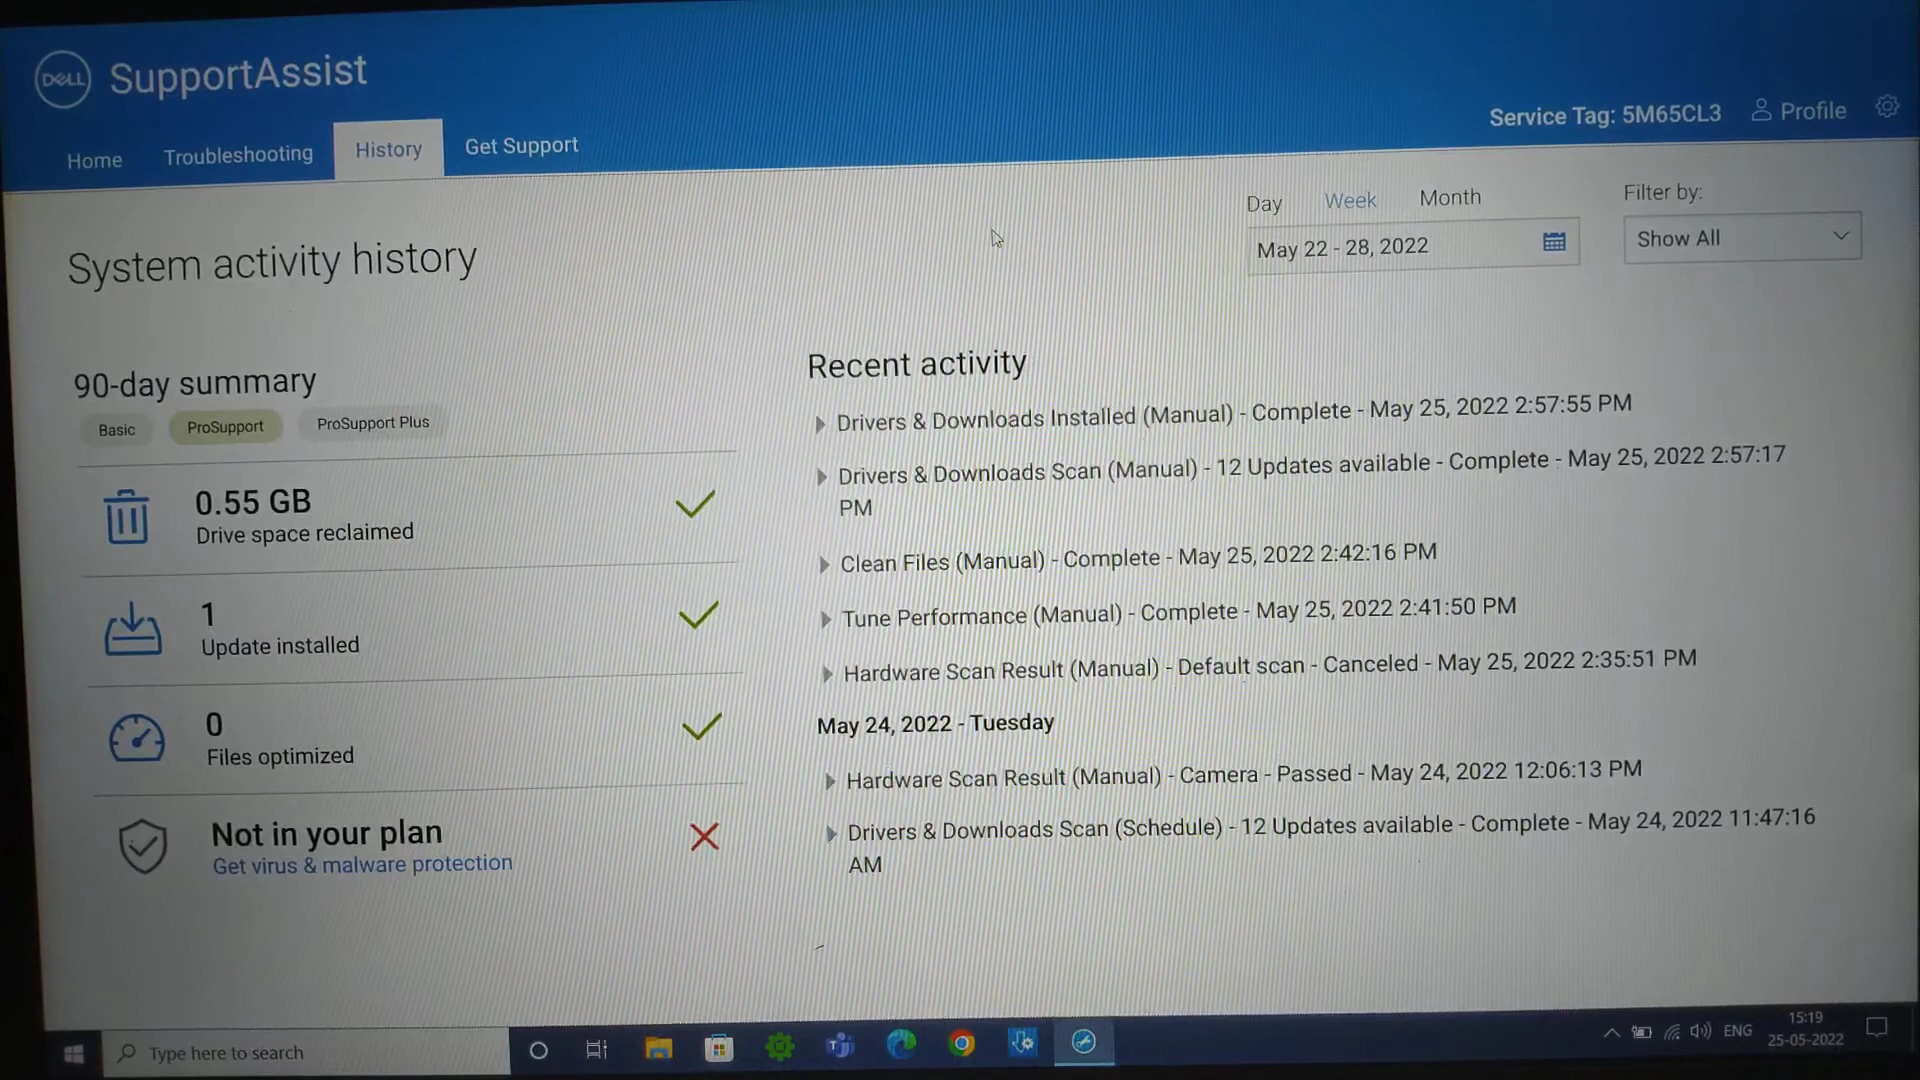 DELL SupportAssist
Service Tag: 5M65CL3 Profile
Home Troubleshooting History Get Support
Day Week Month Filter by:
May 22 - 28, 2022 Show All
System activity history
90-day summary
Basic ProSupport ProSupport Plus
0.55 GB
Drive space reclaimed
1
Update installed
0
Files optimized
Not in your plan
Get virus & malware protection
Recent activity
Drivers & Downloads Installed (Manual) - Complete - May 25, 2022 2:57:55 PM
Drivers & Downloads Scan (Manual) - 12 Updates available - Complete - May 25, 2022 2:57:17
PM
Clean Files (Manual) - Complete - May 25, 2022 2:42:16 PM
Tune Performance (Manual) - Complete - May 25, 2022 2:41:50 PM
Hardware Scan Result (Manual) - Default scan - Canceled - May 25, 2022 2:35:51 PM
May 24, 2022 - Tuesday
Hardware Scan Result (Manual) - Camera - Passed - May 24, 2022 12:06:13 PM
Drivers & Downloads Scan (Schedule) - 12 Updates available - Complete - May 24, 2022 11:47:16
AM
Type here to search
ENG
15:19
25-05-2022